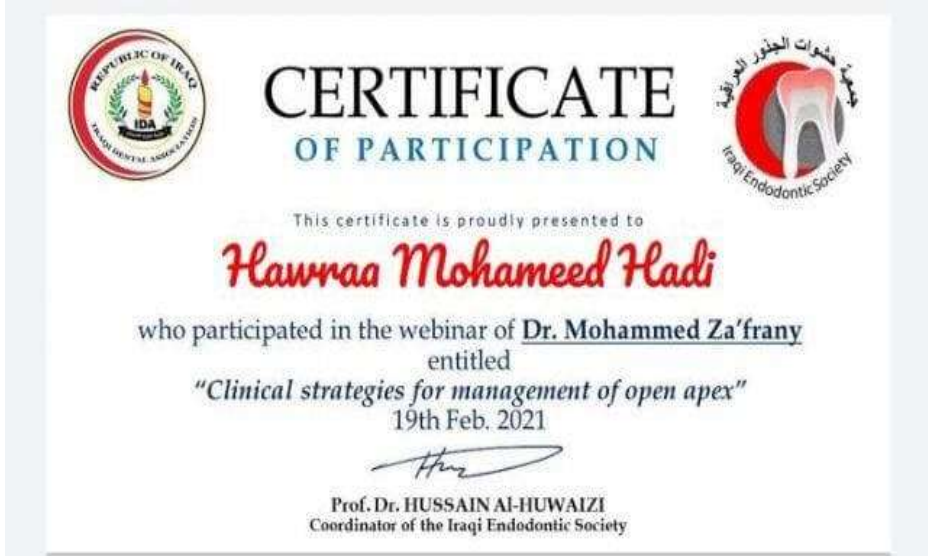 REPUBLIC OF IRAQ
IDA
IRAQI DENTAL ASSOCIATION
CERTIFICATE
OF PARTICIPATION
جمعية حشوات الجذور العراقية
Iraqi Endodontic Society
This certificate is proudly presented to
Hawraa Mohameed Hadi
who participated in the webinar of Dr. Mohammed Za'frany
entitled
"Clinical strategies for management of open apex"
19th Feb. 2021
Prof. Dr. HUSSAIN Al-HUWAIZI
Coordinator of the Iraqi Endodontic Society